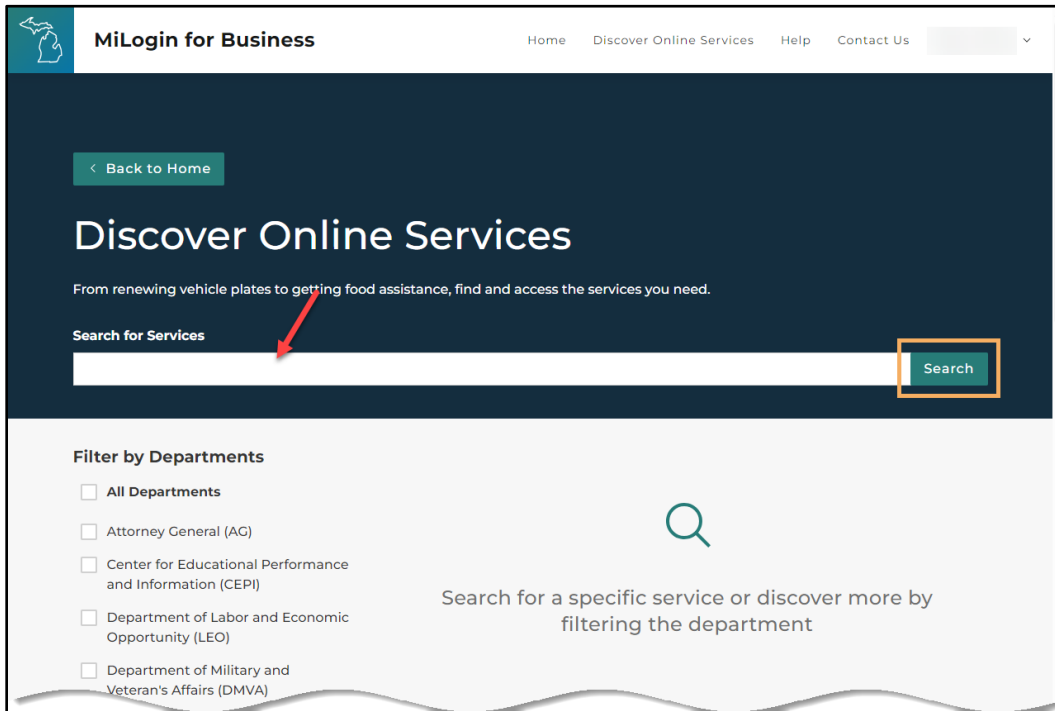 MiLogin for Business
Home Discover Online Services Help Contact Us
Back to Home
Discover Online Services
From renewing vehicle plates to getting food assistance, find and access the services you need.
Search for Services
Search
Filter by Departments
All Departments
Attorney General (AG)
Center for Educational Performance
and Information (CEPI)
Department of Labor and Economic
Opportunity (LEO)
Department of Military and
Veteran's Affairs (DMVA)
Search for a specific service or discover more by
filtering the department